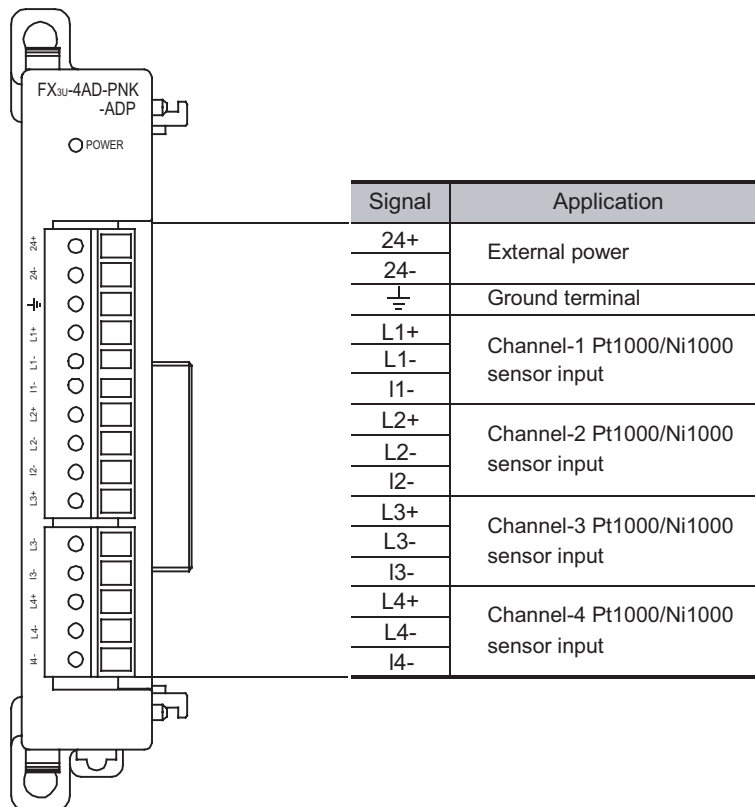 FX3U-4AD-PNK
-ADP
POWER
24+
24-
L1+
L1-
I1-
L2+
L2-
I2-
L3+
L3-
I3-
L4+
L4-
I4-
Signal Application
24+
24-
External power
Ground terminal
L1+
L1-
I1-
Channel-1 Pt1000/Ni1000
sensor input
L2+
L2-
I2-
Channel-2 Pt1000/Ni1000
sensor input
L3+
L3-
I3-
Channel-3 Pt1000/Ni1000
sensor input
L4+
L4-
I4-
Channel-4 Pt1000/Ni1000
sensor input